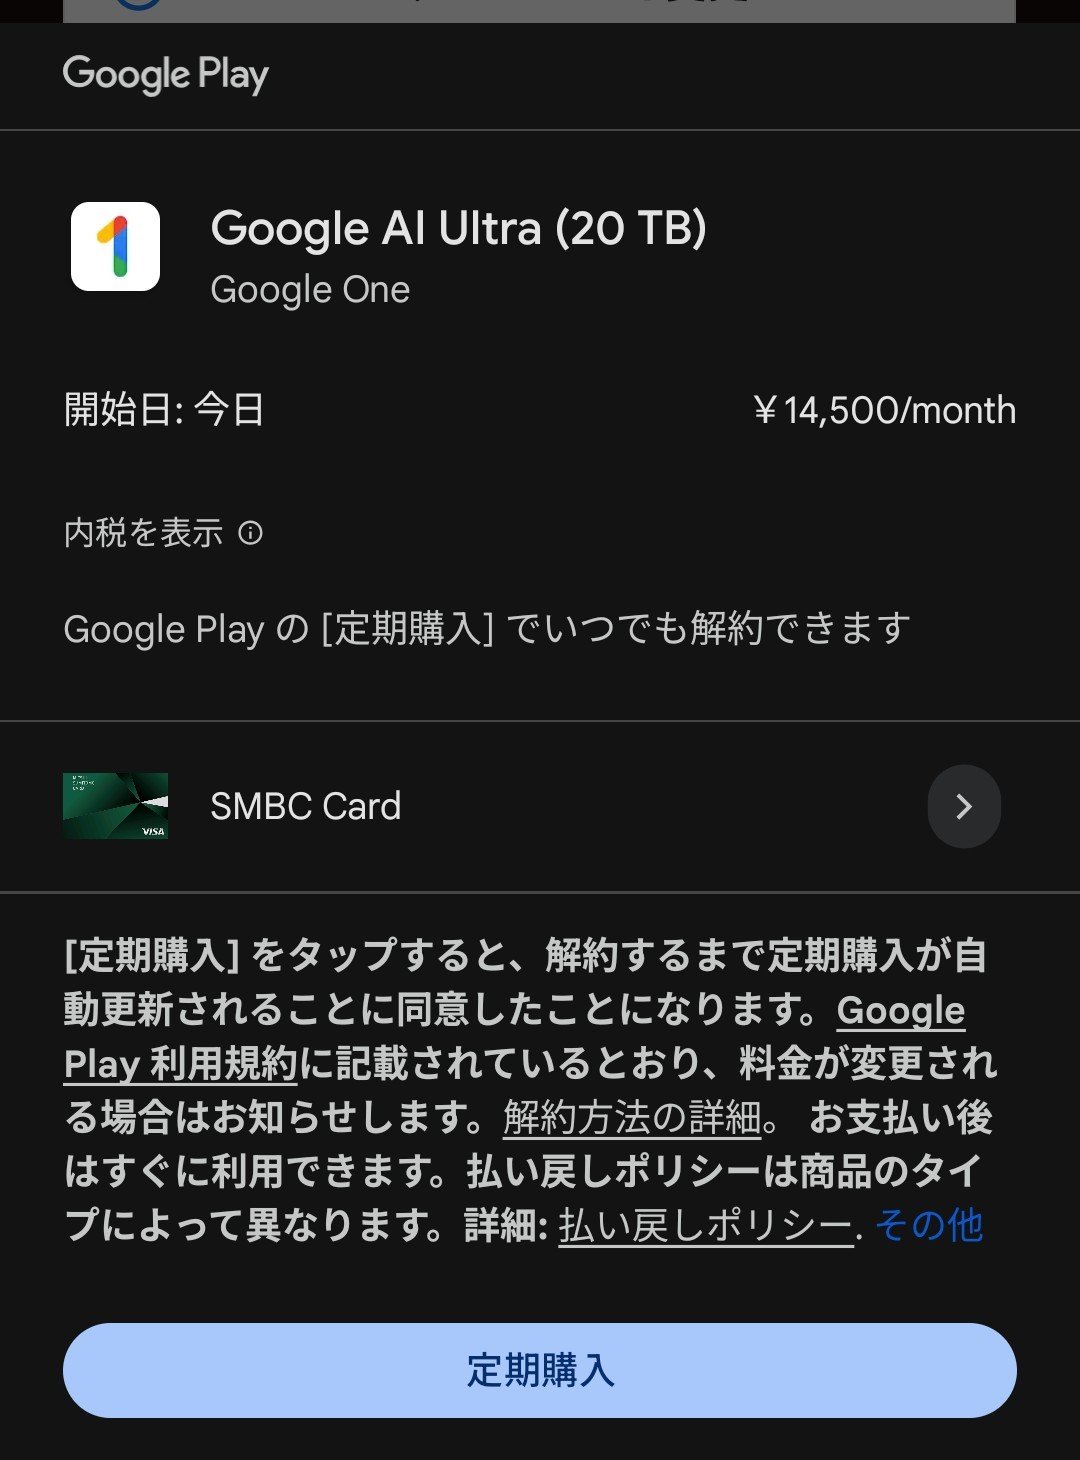 Google Play
Google AI Ultra (20 TB)
Google One
開始日: 今日
￥14,500/month
内税を表示
Google Play の [定期購入] でいつでも解約できます
VISA
SMBC Card
[定期購入] をタップすると、解約するまで定期購入が自
動更新されることに同意したことになります。Google
Play 利用規約に記載されているとおり、料金が変更され
る場合はお知らせします。解約方法の詳細。 お支払い後
はすぐに利用できます。払い戻しポリシーは商品のタイ
プによって異なります。詳細: 払い戻しポリシー. その他
定期購入